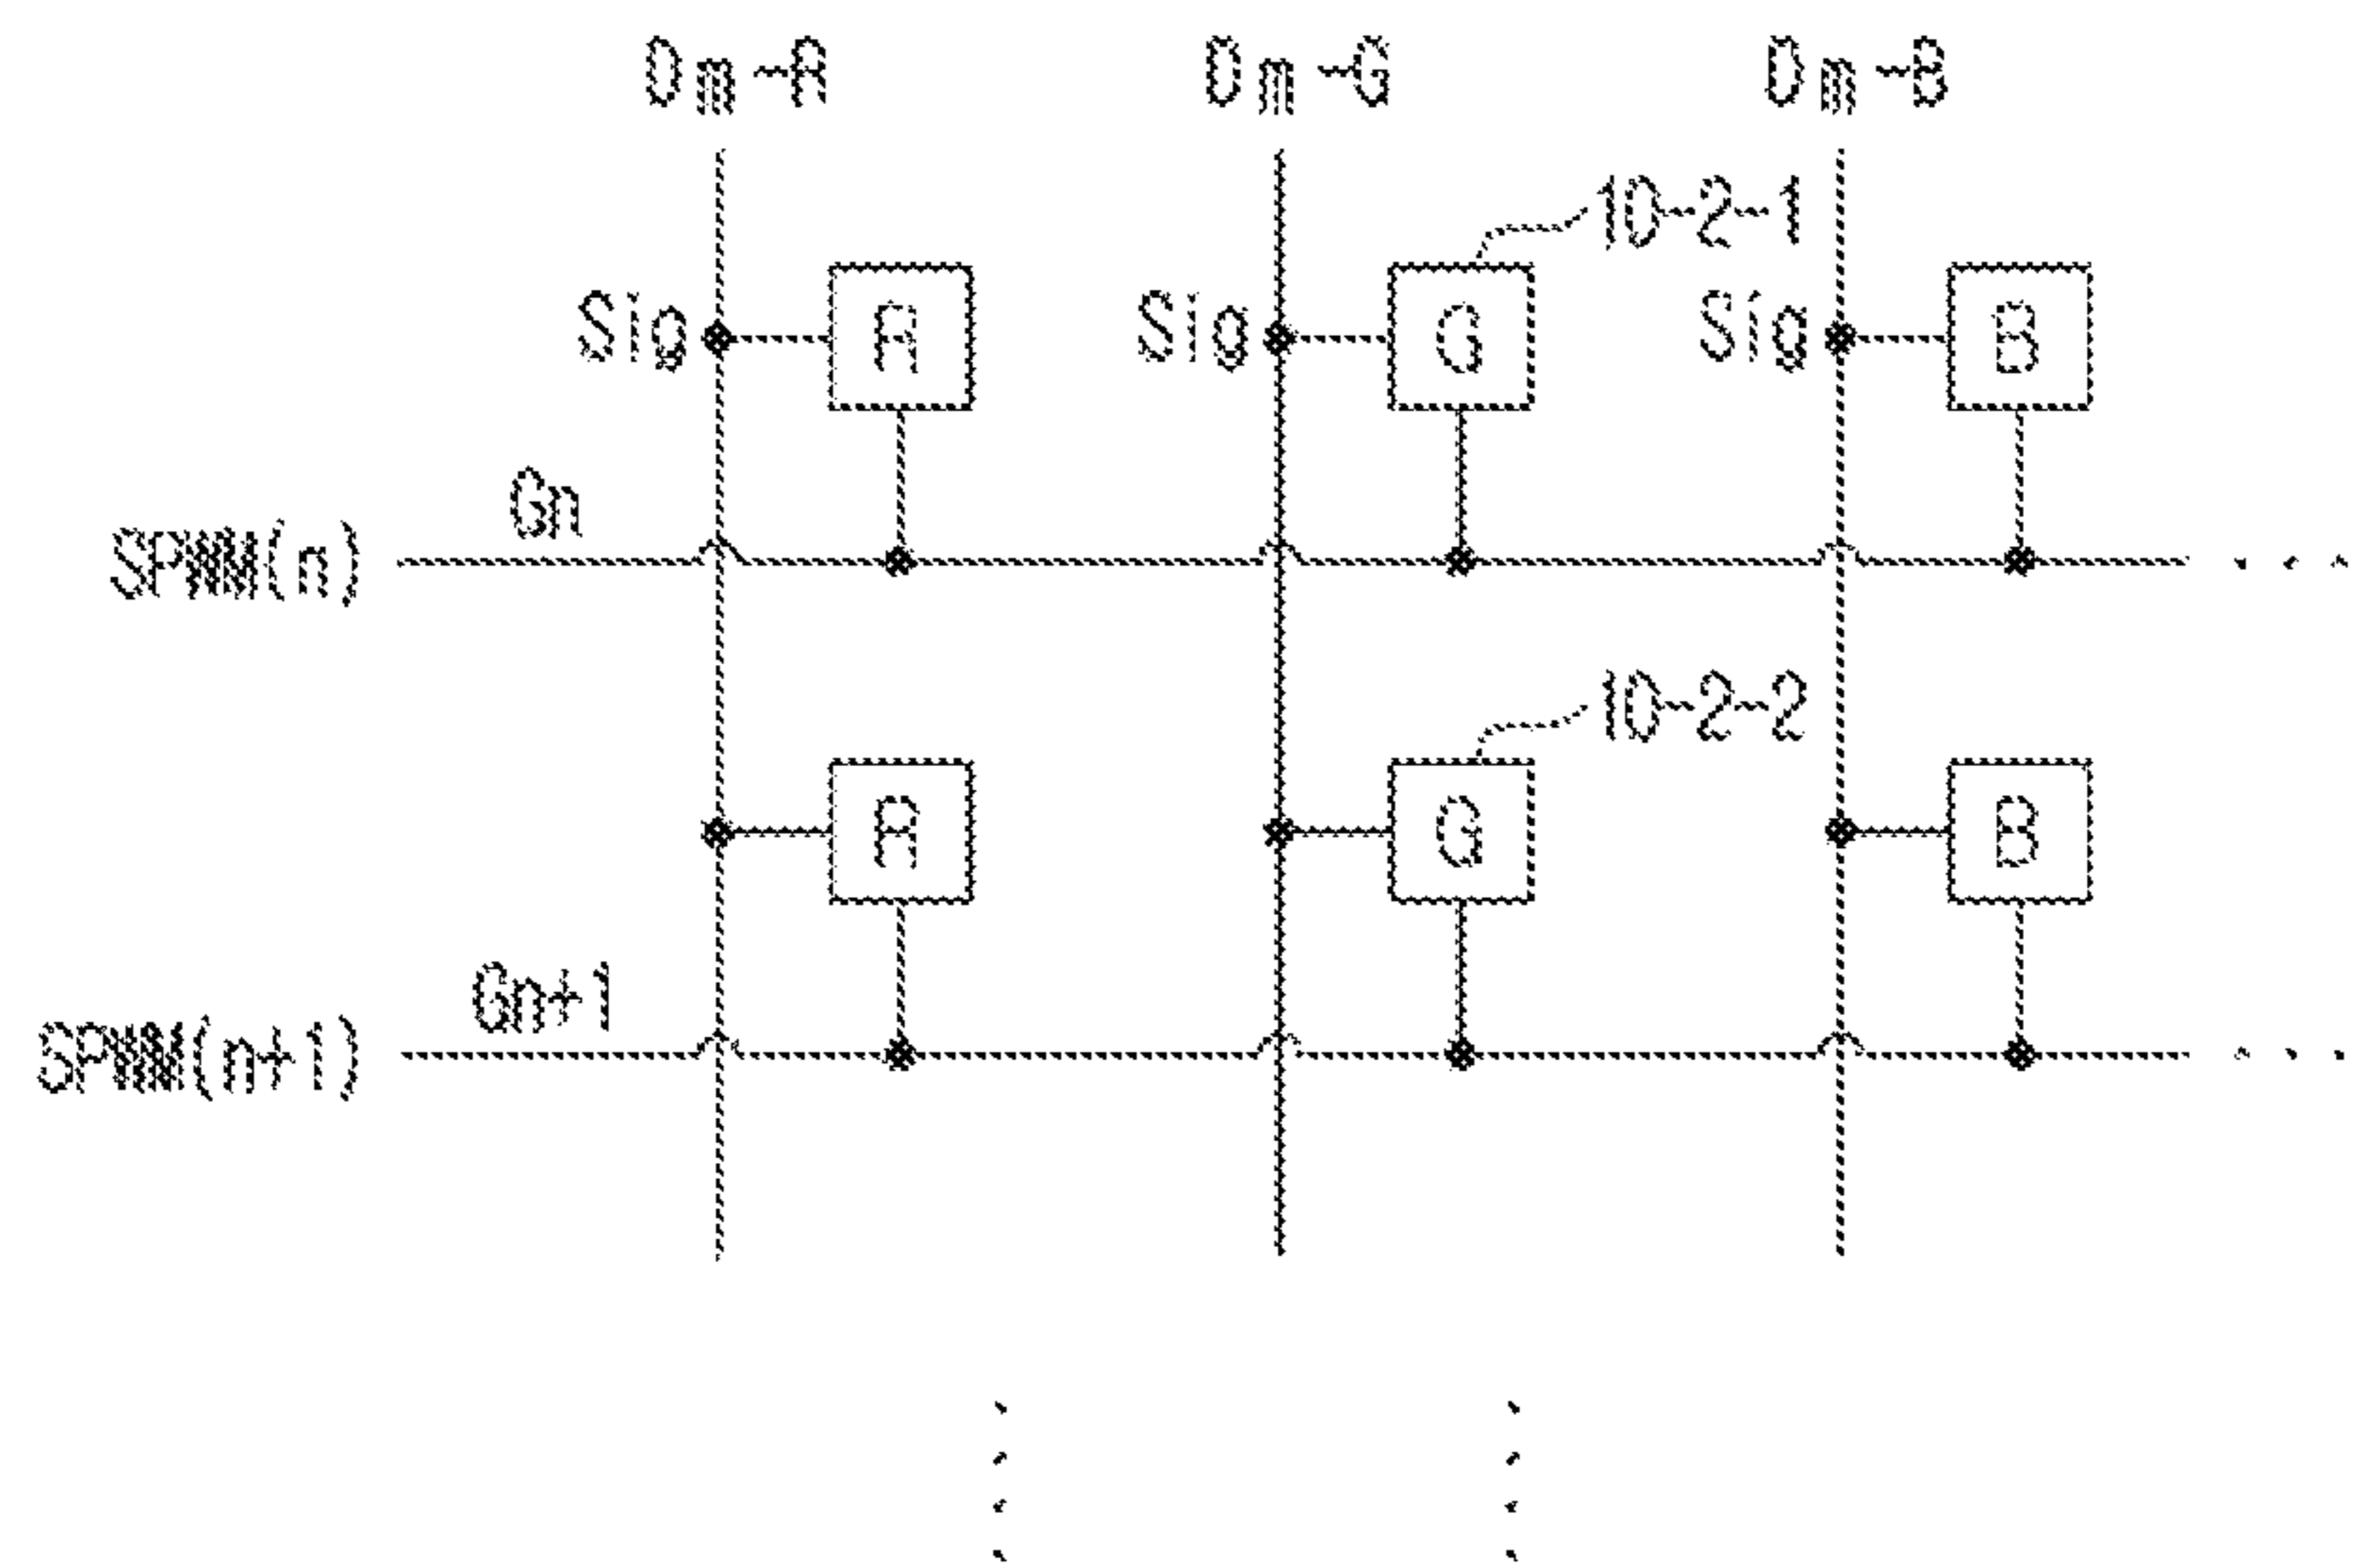 Dm-R Dm-G Dm-B
10-2-1
Sig R Sig G Sig B
Gn
SPWM(n)
10-2-2
R G B
Gn+1
SPWM(n+1)